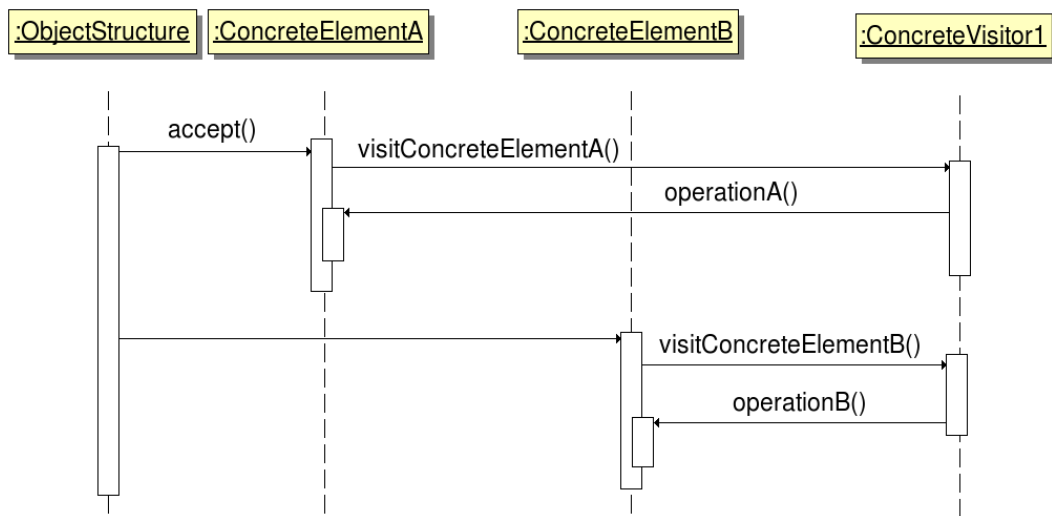 :ObjectStructure
:ConcreteElementA
:ConcreteElementB
:ConcreteVisitor1
accept()
visitConcreteElementA()
operationA()
visitConcreteElementB()
operationB()